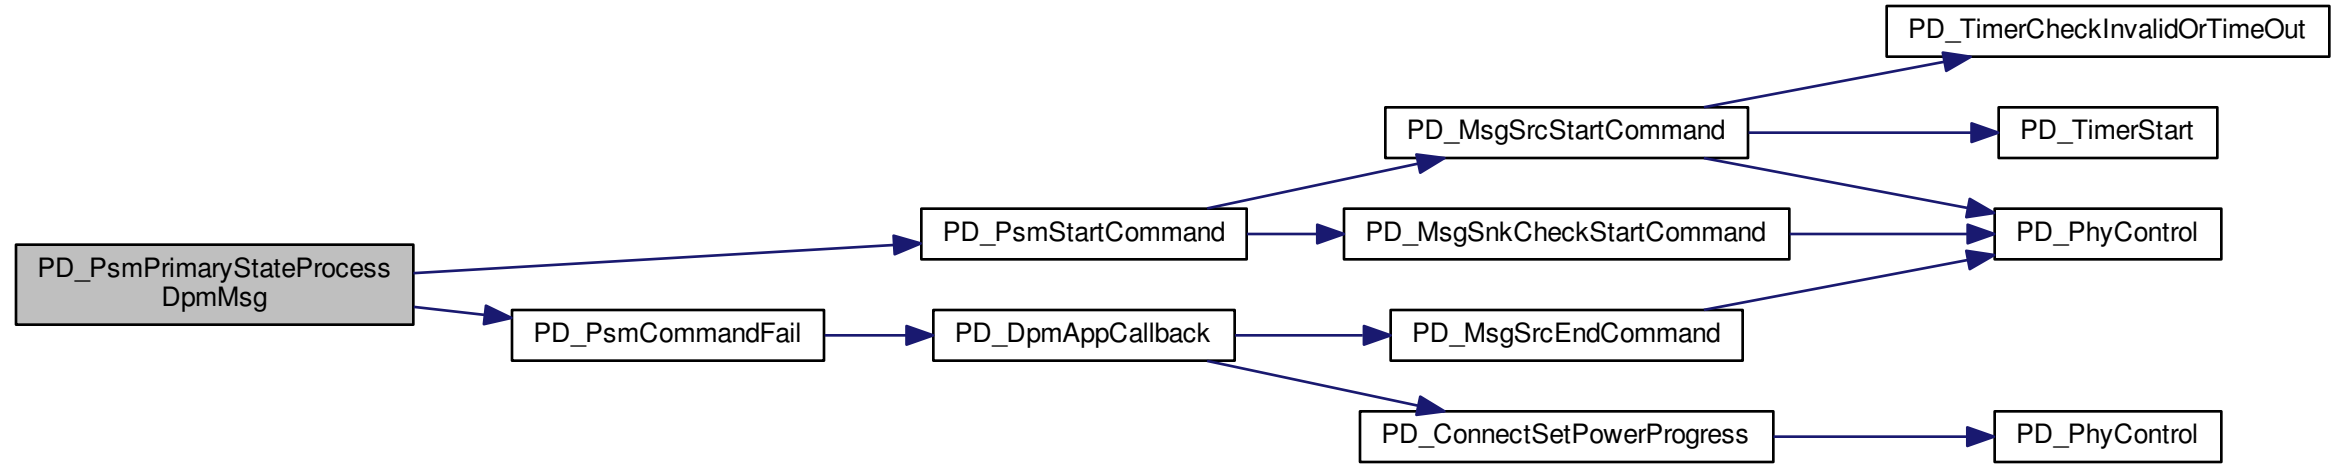 PD_TimerCheckInvalidOrTimeOut
PD_MsgSrcStartCommand
PD_TimerStart
PD_PsmStartCommand
PD_MsgSnkCheckStartCommand
PD_PhyControl
PD_PsmPrimaryStateProcess
DpmMsg
PD_PsmCommandFail
PD_DpmAppCallback
PD_MsgSrcEndCommand
PD_ConnectSetPowerProgress
PD_PhyControl